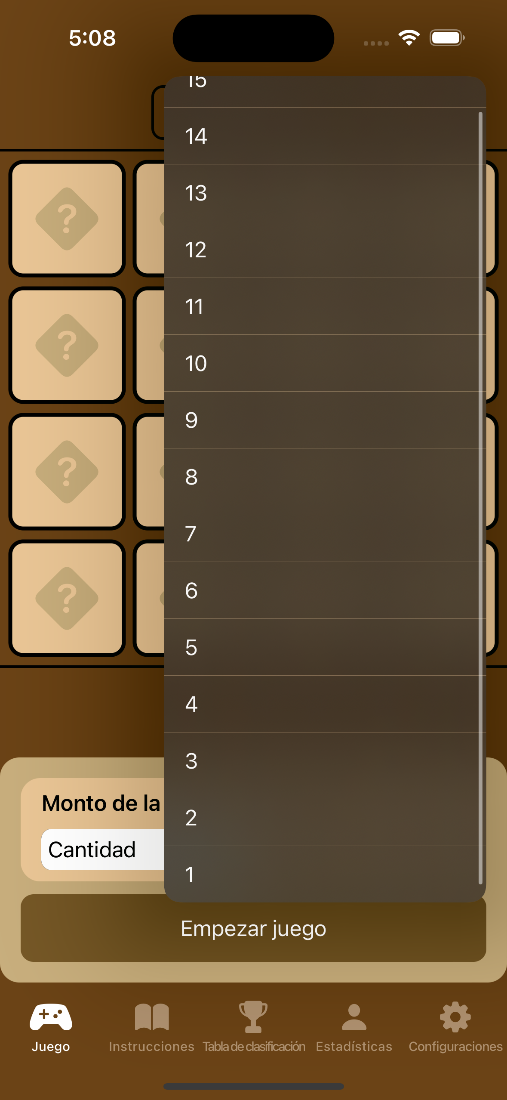 5:08
15
14
13
12
11
10
9
8
7
6
5
4
3
2
1
?
?
?
?
Monto de la
Cantidad
Empezar juego
Juego
Instrucciones
Tabla de clasificación
Estadísticas
Configuraciones